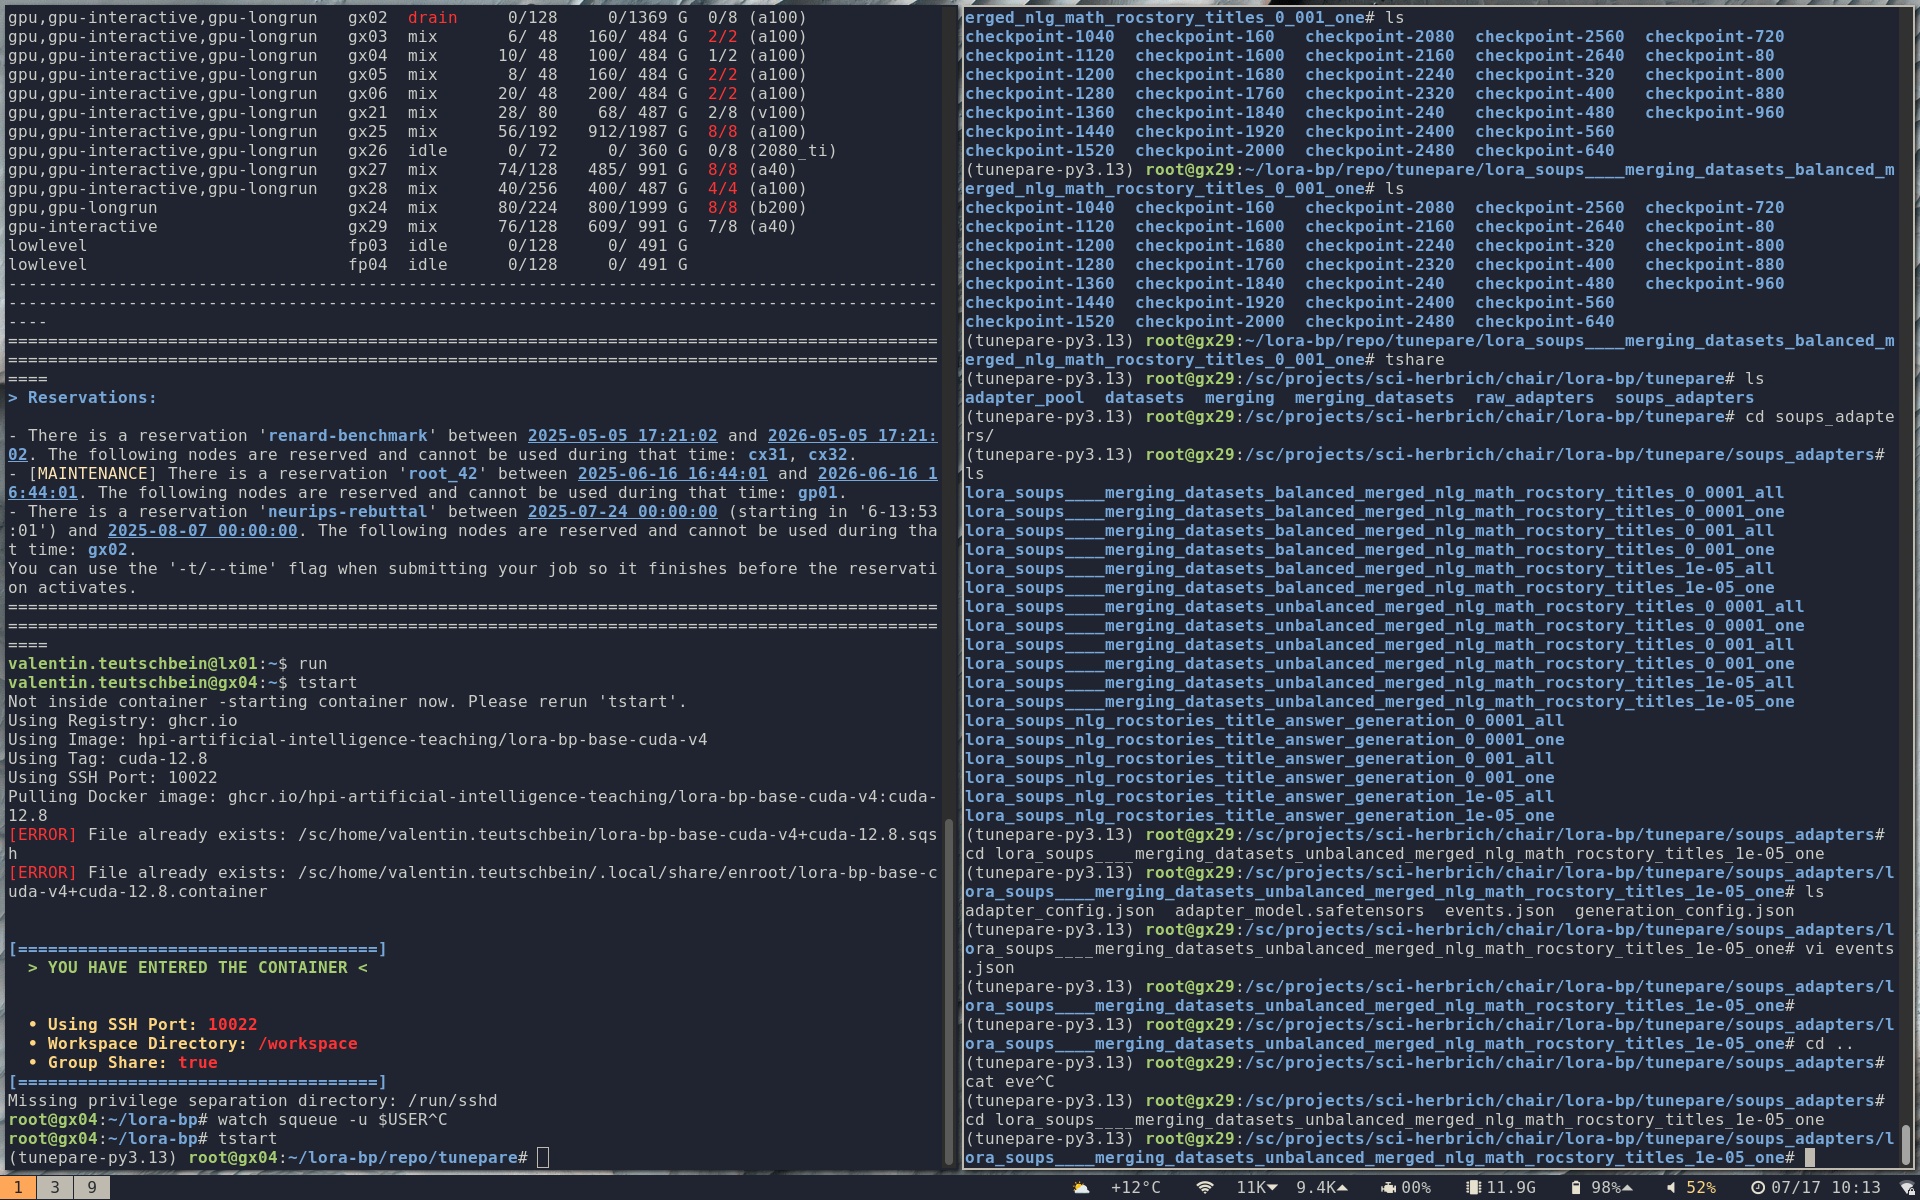 gpu,gpu-interactive,gpu-longrun   gx02  drain     0/128     0/1369 G  0/8 (a100)
gpu,gpu-interactive,gpu-longrun   gx03  mix       6/ 48   160/ 484 G  2/2 (a100)
gpu,gpu-interactive,gpu-longrun   gx04  mix      10/ 48   100/ 484 G  1/2 (a100)
gpu,gpu-interactive,gpu-longrun   gx05  mix       8/ 48   160/ 484 G  2/2 (a100)
gpu,gpu-interactive,gpu-longrun   gx06  mix      20/ 48   200/ 484 G  2/2 (a100)
gpu,gpu-interactive,gpu-longrun   gx21  mix      28/ 80    68/ 487 G  2/8 (v100)
gpu,gpu-interactive,gpu-longrun   gx25  mix      56/192   912/1987 G  8/8 (a100)
gpu,gpu-interactive,gpu-longrun   gx26  idle      0/ 72     0/ 360 G  0/8 (2080_ti)
gpu,gpu-interactive,gpu-longrun   gx27  mix      74/128   485/ 991 G  8/8 (a40)
gpu,gpu-interactive,gpu-longrun   gx28  mix      40/256   400/ 487 G  4/4 (a100)
gpu,gpu-longrun                   gx24  mix      80/224   800/1999 G  8/8 (b200)
gpu-interactive                   gx29  mix      76/128   609/ 991 G  7/8 (a40)
lowlevel                          fp03  idle      0/128     0/ 491 G
lowlevel                          fp04  idle      0/128     0/ 491 G
---------------------------------------------------------------------------------------------
---------------------------------------------------------------------------------------------
----
=============================================================================================
=============================================================================================
====
> Reservations:
- There is a reservation 'renard-benchmark' between 2025-05-05 17:21:02 and 2026-05-05 17:21:
02. The following nodes are reserved and cannot be used during that time: cx31, cx32.
- [MAINTENANCE] There is a reservation 'root_42' between 2025-06-16 16:44:01 and 2026-06-16 1
6:44:01. The following nodes are reserved and cannot be used during that time: gp01.
- There is a reservation 'neurips-rebuttal' between 2025-07-24 00:00:00 (starting in '6-13:53
:01') and 2025-08-07 00:00:00. The following nodes are reserved and cannot be used during tha
t time: gx02.
You can use the '-t/--time' flag when submitting your job so it finishes before the reservati
on activates.
=============================================================================================
=============================================================================================
====
valentin.teutschbein@lx01:~$ run
valentin.teutschbein@gx04:~$ tstart
Not inside container -starting container now. Please rerun 'tstart'.
Using Registry: ghcr.io
Using Image: hpi-artificial-intelligence-teaching/lora-bp-base-cuda-v4
Using Tag: cuda-12.8
Using SSH Port: 10022
Pulling Docker image: ghcr.io/hpi-artificial-intelligence-teaching/lora-bp-base-cuda-v4:cuda-
12.8
[ERROR] File already exists: /sc/home/valentin.teutschbein/lora-bp-base-cuda-v4+cuda-12.8.sqs
h
[ERROR] File already exists: /sc/home/valentin.teutschbein/.local/share/enroot/lora-bp-base-c
uda-v4+cuda-12.8.container
[====================================]
> YOU HAVE ENTERED THE CONTAINER <
• Using SSH Port: 10022
• Workspace Directory: /workspace
• Group Share: true
[====================================]
Missing privilege separation directory: /run/sshd
root@gx04:~/lora-bp# watch squeue -u $USER^C
root@gx04:~/lora-bp# tstart
(tunepare-py3.13) root@gx04:~/lora-bp/repo/tunepare#
erged_nlg_math_rocstory_titles_0_001_one# ls
checkpoint-1040  checkpoint-160   checkpoint-2080  checkpoint-2560  checkpoint-720
checkpoint-1120  checkpoint-1600  checkpoint-2160  checkpoint-2640  checkpoint-80
checkpoint-1200  checkpoint-1680  checkpoint-2240  checkpoint-320   checkpoint-800
checkpoint-1280  checkpoint-1760  checkpoint-2320  checkpoint-400   checkpoint-880
checkpoint-1360  checkpoint-1840  checkpoint-240   checkpoint-480   checkpoint-960
checkpoint-1440  checkpoint-1920  checkpoint-2400  checkpoint-560
checkpoint-1520  checkpoint-2000  checkpoint-2480  checkpoint-640
(tunepare-py3.13) root@gx29:~/lora-bp/repo/tunepare/lora_soups____merging_datasets_balanced_m
erged_nlg_math_rocstory_titles_0_001_one# ls
checkpoint-1040  checkpoint-160   checkpoint-2080  checkpoint-2560  checkpoint-720
checkpoint-1120  checkpoint-1600  checkpoint-2160  checkpoint-2640  checkpoint-80
checkpoint-1200  checkpoint-1680  checkpoint-2240  checkpoint-320   checkpoint-800
checkpoint-1280  checkpoint-1760  checkpoint-2320  checkpoint-400   checkpoint-880
checkpoint-1360  checkpoint-1840  checkpoint-240   checkpoint-480   checkpoint-960
checkpoint-1440  checkpoint-1920  checkpoint-2400  checkpoint-560
checkpoint-1520  checkpoint-2000  checkpoint-2480  checkpoint-640
(tunepare-py3.13) root@gx29:~/lora-bp/repo/tunepare/lora_soups____merging_datasets_balanced_m
erged_nlg_math_rocstory_titles_0_001_one# tshare
(tunepare-py3.13) root@gx29:/sc/projects/sci-herbrich/chair/lora-bp/tunepare# ls
adapter_pool  datasets  merging  merging_datasets  raw_adapters  soups_adapters
(tunepare-py3.13) root@gx29:/sc/projects/sci-herbrich/chair/lora-bp/tunepare# cd soups_adapte
rs/
(tunepare-py3.13) root@gx29:/sc/projects/sci-herbrich/chair/lora-bp/tunepare/soups_adapters#
ls
lora_soups____merging_datasets_balanced_merged_nlg_math_rocstory_titles_0_0001_all
lora_soups____merging_datasets_balanced_merged_nlg_math_rocstory_titles_0_0001_one
lora_soups____merging_datasets_balanced_merged_nlg_math_rocstory_titles_0_001_all
lora_soups____merging_datasets_balanced_merged_nlg_math_rocstory_titles_0_001_one
lora_soups____merging_datasets_balanced_merged_nlg_math_rocstory_titles_1e-05_all
lora_soups____merging_datasets_balanced_merged_nlg_math_rocstory_titles_1e-05_one
lora_soups____merging_datasets_unbalanced_merged_nlg_math_rocstory_titles_0_0001_all
lora_soups____merging_datasets_unbalanced_merged_nlg_math_rocstory_titles_0_0001_one
lora_soups____merging_datasets_unbalanced_merged_nlg_math_rocstory_titles_0_001_all
lora_soups____merging_datasets_unbalanced_merged_nlg_math_rocstory_titles_0_001_one
lora_soups____merging_datasets_unbalanced_merged_nlg_math_rocstory_titles_1e-05_all
lora_soups____merging_datasets_unbalanced_merged_nlg_math_rocstory_titles_1e-05_one
lora_soups_nlg_rocstories_title_answer_generation_0_0001_all
lora_soups_nlg_rocstories_title_answer_generation_0_0001_one
lora_soups_nlg_rocstories_title_answer_generation_0_001_all
lora_soups_nlg_rocstories_title_answer_generation_0_001_one
lora_soups_nlg_rocstories_title_answer_generation_1e-05_all
lora_soups_nlg_rocstories_title_answer_generation_1e-05_one
(tunepare-py3.13) root@gx29:/sc/projects/sci-herbrich/chair/lora-bp/tunepare/soups_adapters#
cd lora_soups____merging_datasets_unbalanced_merged_nlg_math_rocstory_titles_1e-05_one
(tunepare-py3.13) root@gx29:/sc/projects/sci-herbrich/chair/lora-bp/tunepare/soups_adapters/l
ora_soups____merging_datasets_unbalanced_merged_nlg_math_rocstory_titles_1e-05_one# ls
adapter_config.json  adapter_model.safetensors  events.json  generation_config.json
(tunepare-py3.13) root@gx29:/sc/projects/sci-herbrich/chair/lora-bp/tunepare/soups_adapters/l
ora_soups____merging_datasets_unbalanced_merged_nlg_math_rocstory_titles_1e-05_one# vi events
.json
(tunepare-py3.13) root@gx29:/sc/projects/sci-herbrich/chair/lora-bp/tunepare/soups_adapters/l
ora_soups____merging_datasets_unbalanced_merged_nlg_math_rocstory_titles_1e-05_one#
(tunepare-py3.13) root@gx29:/sc/projects/sci-herbrich/chair/lora-bp/tunepare/soups_adapters/l
ora_soups____merging_datasets_unbalanced_merged_nlg_math_rocstory_titles_1e-05_one# cd ..
(tunepare-py3.13) root@gx29:/sc/projects/sci-herbrich/chair/lora-bp/tunepare/soups_adapters#
cat eve^C
(tunepare-py3.13) root@gx29:/sc/projects/sci-herbrich/chair/lora-bp/tunepare/soups_adapters#
cd lora_soups____merging_datasets_unbalanced_merged_nlg_math_rocstory_titles_1e-05_one
(tunepare-py3.13) root@gx29:/sc/projects/sci-herbrich/chair/lora-bp/tunepare/soups_adapters/l
ora_soups____merging_datasets_unbalanced_merged_nlg_math_rocstory_titles_1e-05_one#
1 3 9 +12°C 11K 9.4K 00% 11.9G 98% 52% 07/17 10:13